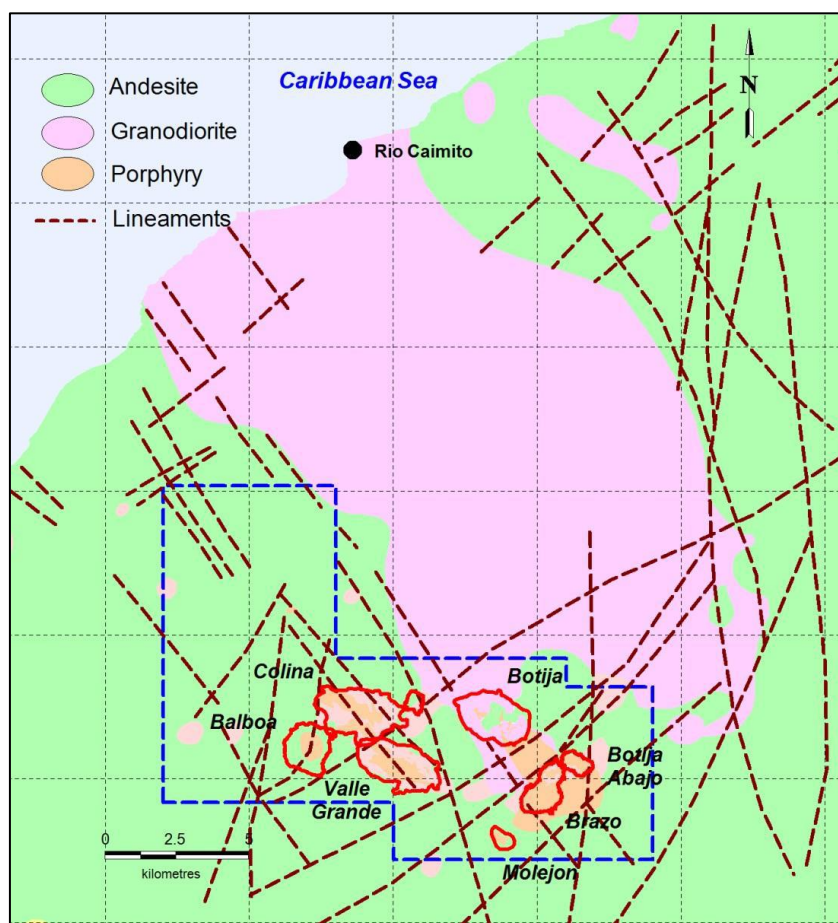 Caribbean Sea
Andesite
Granodiorite
Porphyry
Lineaments
N
Rio Caimito
Colina
Botija
Balboa
Botija
Abajo
Valle
Grande
Brazo
Molejon
0 2.5 5
kilometres